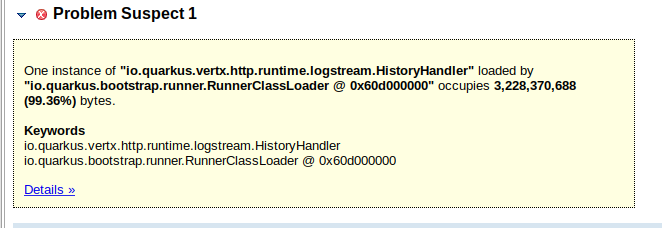 Problem Suspect 1
One instance of "io.quarkus.vertx.http.runtime.logstream.HistoryHandler" loaded by
"io.quarkus.bootstrap.runner.RunnerClassLoader @ 0x60d000000" occupies 3,228,370,688
(99.36%) bytes.
Keywords
io.quarkus.vertx.http.runtime.logstream.HistoryHandler
io.quarkus.bootstrap.runner.RunnerClassLoader @ 0x60d000000
Details »